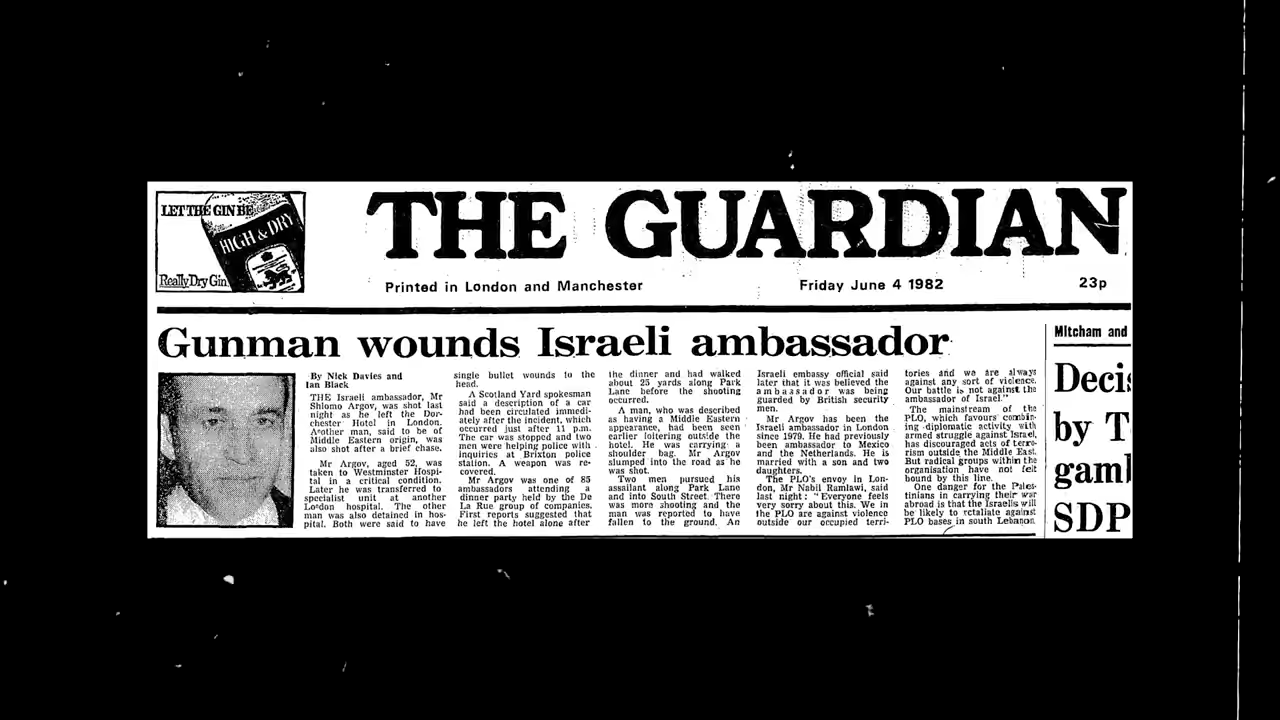 LET THE GIN BE
HIGH & DRY
Really Dry Gin
THE GUARDIAN
Printed in London and Manchester
Friday June 4 1982
23p
Gunman wounds Israeli ambassador
By Nick Davies and
Ian Black
THE Israeli ambassador, Mr
Shlomo Argov, was shot last
night as he left the Dor-
chester Hotel in London.
Another man, said to be of
Middle Eastern origin, was
also shot after a brief chase.
Mr Argov, aged 52, was
taken to Westminster Hospi-
tal in a critical condition.
Later he was transferred to
specialist unit at another
London hospital. The other
man was also detained in hos-
pital. Both were said to have
single bullet wounds to the
head.
A Scotland Yard spokesman
said a description of a car
had been circulated immedi-
ately after the incident, which
occurred just after 11 p.m.
The car was stopped and two
men were helping police with
inquiries at Brixton police
station. A weapon was re-
covered.
Mr Argov was one of 85
ambassadors attending a
dinner party held by the De
La Rue group of companies.
First reports suggested that
he left the hotel alone after
the dinner and had walked
about 25 yards along Park
Lane before the shooting
occurred.
A man, who was described
as having a Middle Eastern
appearance, had been seen
earlier loitering outside the
hotel. He was carrying a
shoulder bag. Mr Argov
slumped into the road as he
was shot.
Two men pursued his
assailant along Park Lane
and into South Street. There
was more shooting and the
man was reported to have
fallen to the ground. An
Israeli embassy official said
later that it was believed the
ambassador was being
guarded by British security
men.
Mr Argov has been the
Israeli ambassador in London
since 1979. He had previously
been ambassador to Mexico
and the Netherlands. He is
married with a son and two
daughters.
The PLO's envoy in Lon-
don, Mr Nabil Ramlawi, said
last night: "Everyone feels
very sorry about this. We in
the PLO are against violence
outside our occupied terri-
tories and we are always
against any sort of violence.
Our battle is not against the
ambassador of Israel."
The mainstream of the
PLO, which favours combin-
ing diplomatic activity with
armed struggle against Israel,
has discouraged acts of terro-
rism outside the Middle East.
But radical groups within the
organisation have not felt
bound by this line.
One danger for the Pales-
tinians in carrying their war
abroad is that the Israelis will
be likely to retaliate against
PLO bases in south Lebanon.
Mitcham and
Decis
by T
gaml
SDP